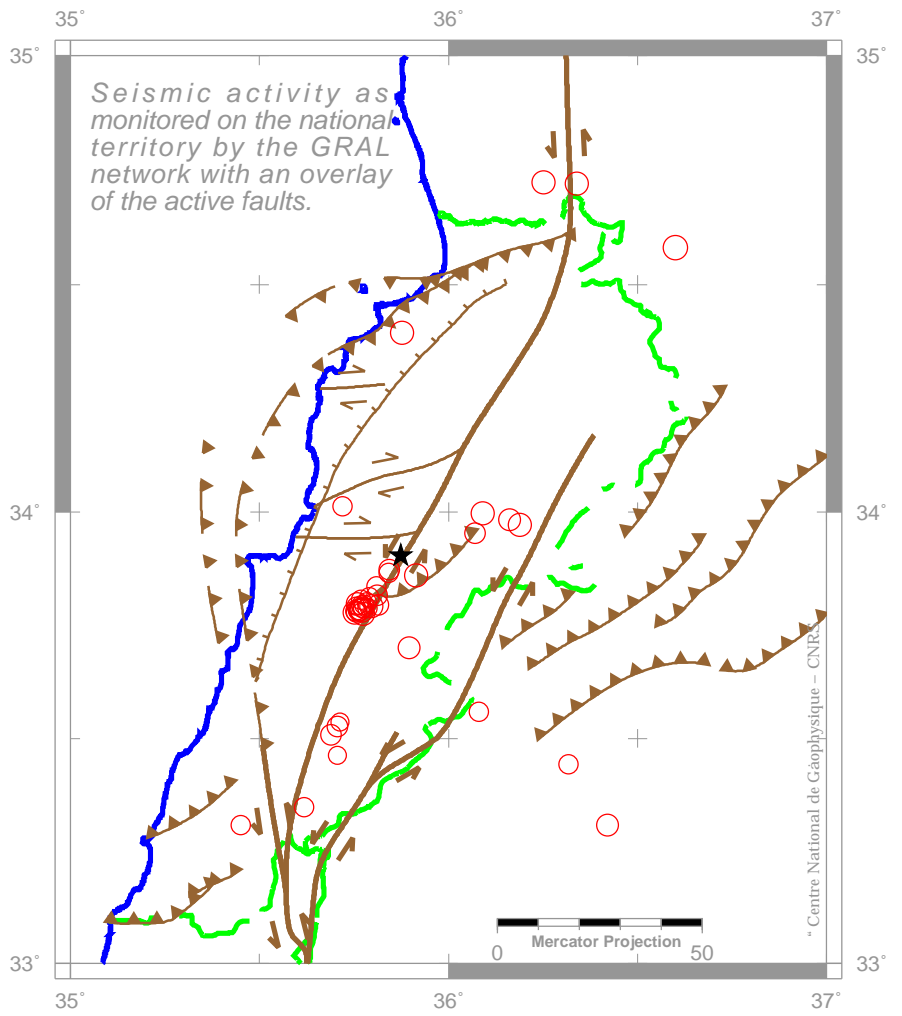 35° 36° 37°
35° 35°
Seismic activity as
monitored on the national
territory by the GRAL
network with an overlay
of the active faults.
34° 34°
" Centre National de Géophysique – CNRS
Mercator Projection
0 50
33° 33°
35° 36° 37°